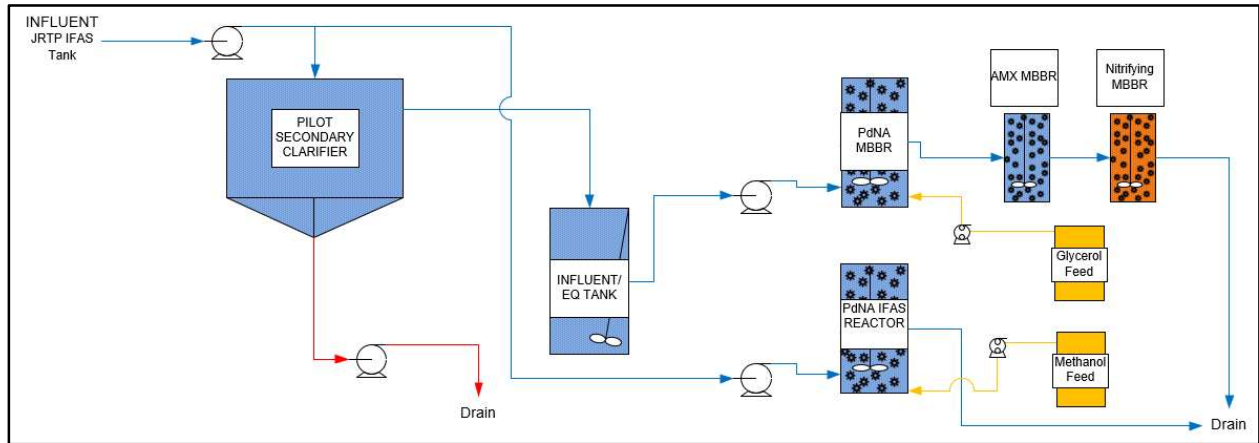 INFLUENT
JRTP IFAS
Tank
PILOT
SECONDARY
CLARIFIER
Drain
INFLUENT/
EQ TANK
PdNA
MBBR
AMX MBBR
Nitrifying
MBBR
Glycerol
Feed
PdNA IFAS
REACTOR
Methanol
Feed
Drain